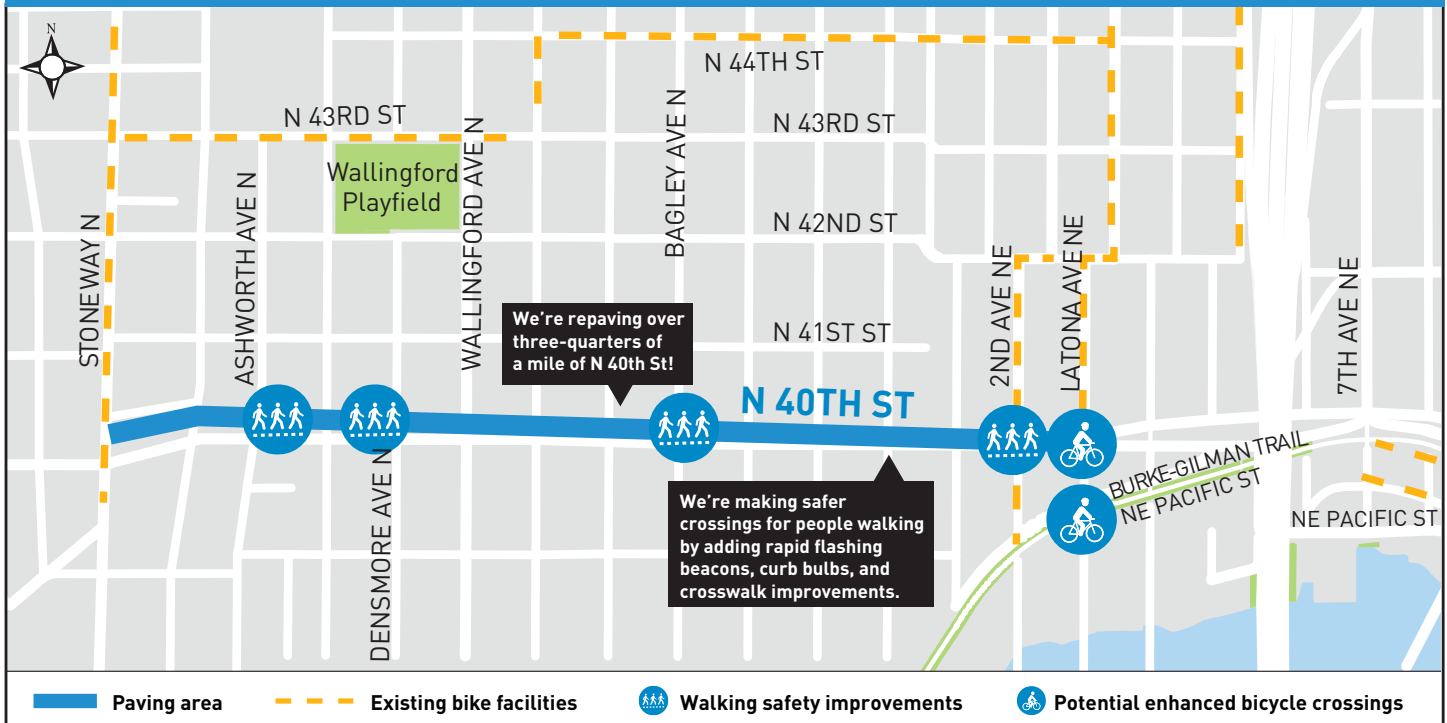 N
N 44TH ST
N 43RD ST
N 43RD ST
Wallingford
Playfield
N 42ND ST
STONEWAY N
ASHWORTH AVE N
WALLINGFORD AVE N
BAGLEY AVE N
2ND AVE NE
LATONA AVE NE
7TH AVE NE
We’re repaving over
three-quarters of
a mile of N 40th St!
N 41ST ST
N 40TH ST
DENSMORE AVE N
We’re making safer
crossings for people walking
by adding rapid flashing
beacons, curb bulbs, and
crosswalk improvements.
BURKE-GILMAN TRAIL
NE PACIFIC ST
NE PACIFIC ST
Paving area
Existing bike facilities
Walking safety improvements
Potential enhanced bicycle crossings